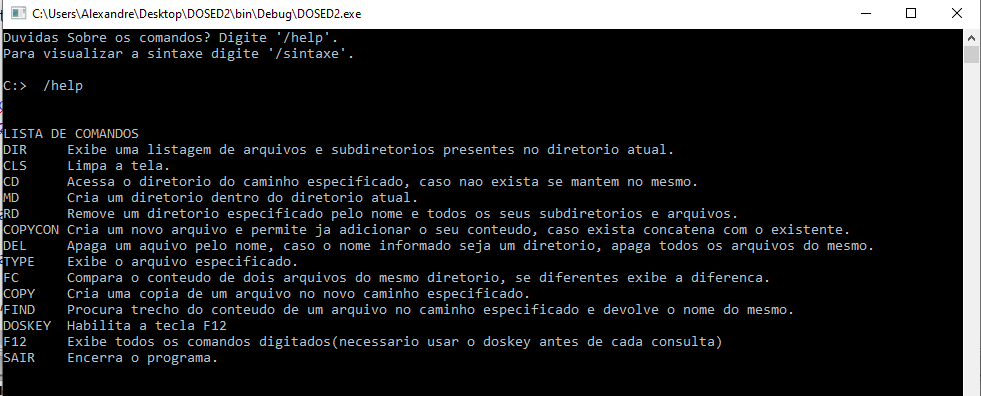 C:\Users\Alexandre\Desktop\DOSED2\bin\Debug\DOSED2.exe
Duvidas Sobre os comandos? Digite '/help'.
Para visualizar a sintaxe digite '/sintaxe'.
C:>  /help
LISTA DE COMANDOS
DIR     Exibe uma listagem de arquivos e subdiretorios presentes no diretorio atual.
CLS     Limpa a tela.
CD      Acessa o diretorio do caminho especificado, caso nao exista se mantem no mesmo.
MD      Cria um diretorio dentro do diretorio atual.
RD      Remove um diretorio especificado pelo nome e todos os seus subdiretorios e arquivos.
COPYCON Cria um novo arquivo e permite ja adicionar o seu conteudo, caso exista concatena com o existente.
DEL     Apaga um aquivo pelo nome, caso o nome informado seja um diretorio, apaga todos os arquivos do mesmo.
TYPE    Exibe o arquivo especificado.
FC      Compara o conteudo de dois arquivos do mesmo diretorio, se diferentes exibe a diferenca.
COPY    Cria uma copia de um arquivo no novo caminho especificado.
FIND    Procura trecho do conteudo de um arquivo no caminho especificado e devolve o nome do mesmo.
DOSKEY  Habilita a tecla F12
F12     Exibe todos os comandos digitados(necessario usar o doskey antes de cada consulta)
SAIR    Encerra o programa.